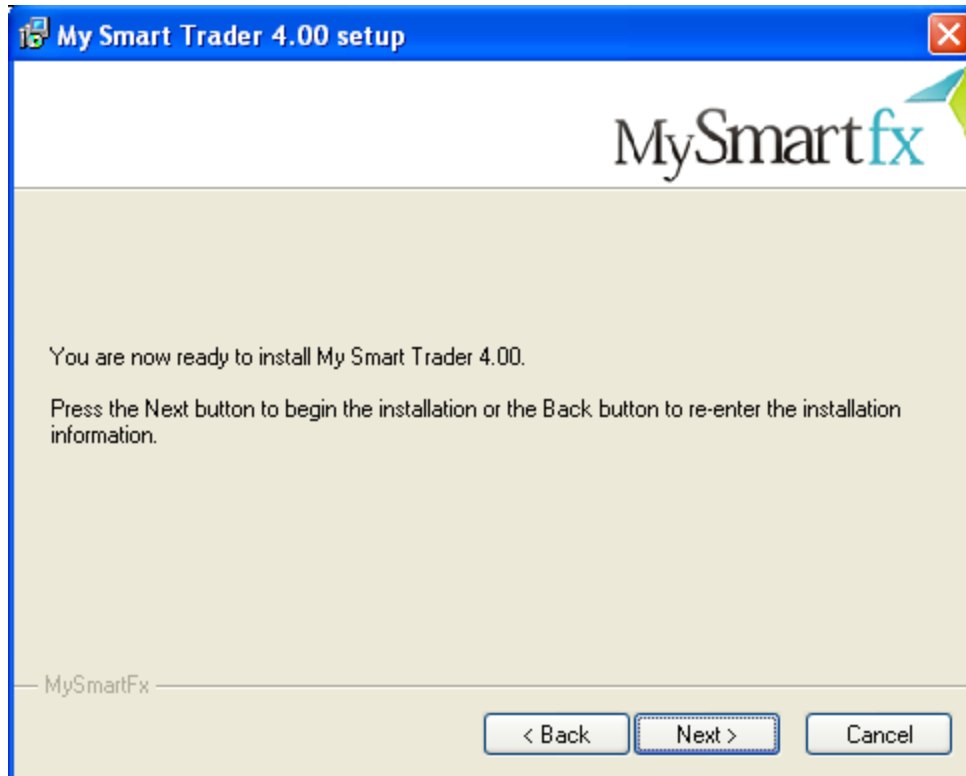 My Smart Trader 4.00 setup
MySmartfx
You are now ready to install My Smart Trader 4.00.
Press the Next button to begin the installation or the Back button to re-enter the installation
information.
MySmartFx
< Back Next > Cancel